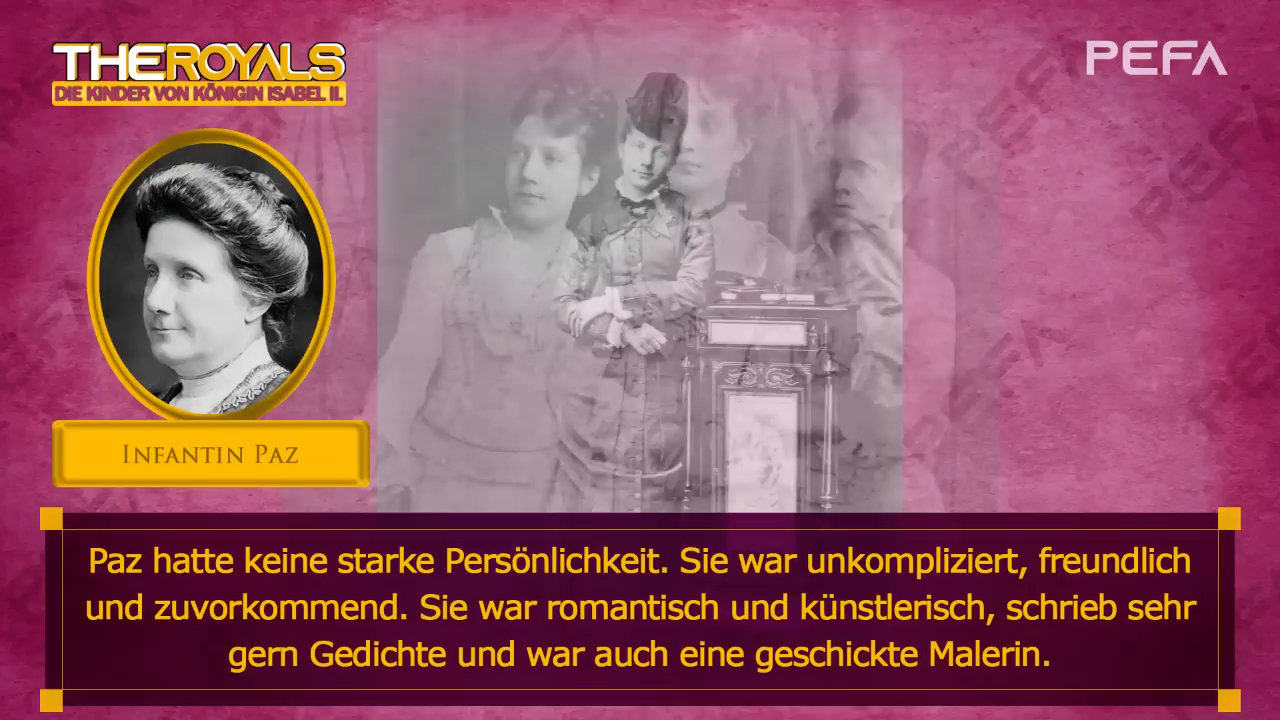 THEROYALS
DIE KINDER VON KÖNIGIN ISABEL II.
PEFA
INFANTIN PAZ
Paz hatte keine starke Persönlichkeit. Sie war unkompliziert, freundlich
und zuvorkommend. Sie war romantisch und künstlerisch, schrieb sehr
gern Gedichte und war auch eine geschickte Malerin.